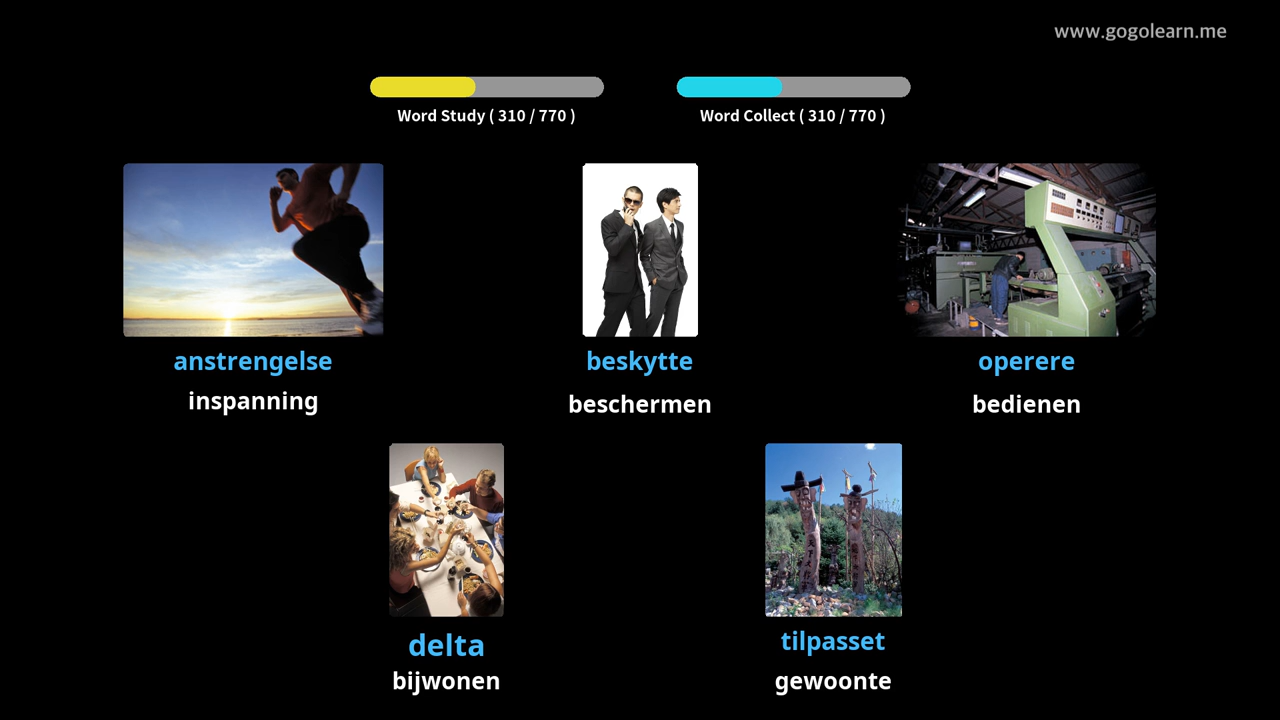 www.gogolearn.me
Word Study ( 310 / 770 )
Word Collect ( 310 / 770 )
anstrengelse
inspanning
beskytte
beschermen
operere
bedienen
delta
bijwonen
tilpasset
gewoonte